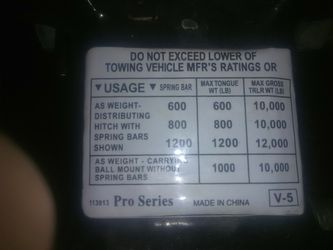 DO NOT EXCEED LOWER OF
TOWING VEHICLE MFR'S RATINGS OR
▼ USAGE ▼ SPRING BAR MAX TONGUE WT (LB) MAX GROSS TRLR WT (LB)
AS WEIGHT- 600 600 10,000
DISTRIBUTING
HITCH WITH 800 800 10,000
SPRING BARS
SHOWN 1200 1200 12,000
AS WEIGHT - CARRYING
BALL MOUNT WITHOUT 1000 10,000
SPRING BARS
113913 Pro Series MADE IN CHINA V-5